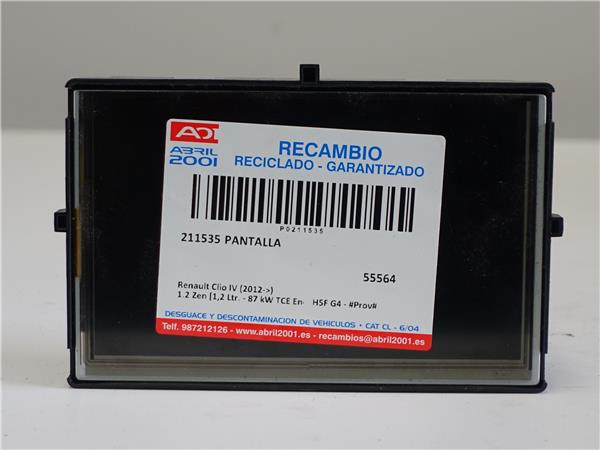 ADI
ABRIL
2001
RECAMBIO
RECICLADO - GARANTIZADO
P0211535
211535 PANTALLA
55564
Renault Clio IV (2012->)
1.2 Zen [1,2 Ltr. - 87 kW TCE En- H5F G4 - #Prov#
DESGUACE Y DESCONTAMINACION DE VEHICULOS • CAT CL - 6/04
Telf. 987212126 - www.abril2001.es - recambios@abril2001.es